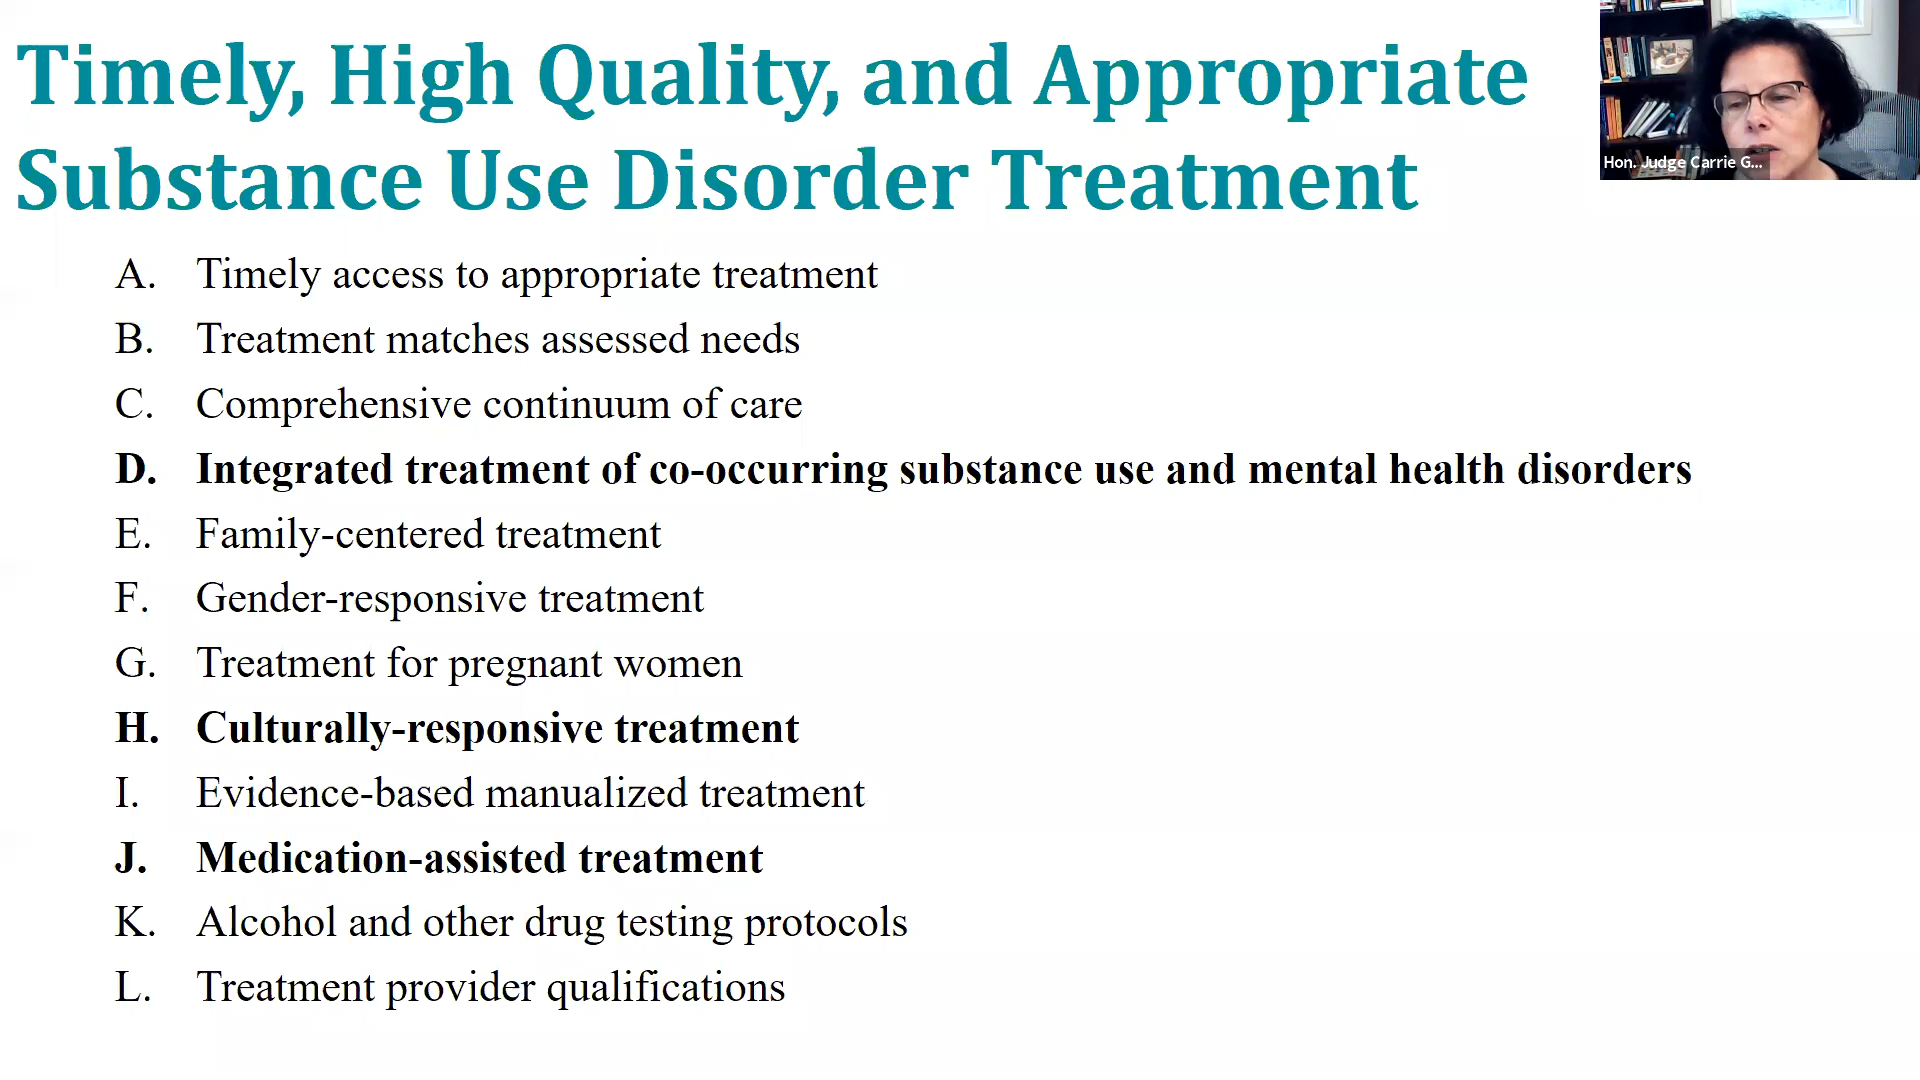 Timely, High Quality, and Appropriate
Substance Use Disorder Treatment
Hon. Judge Carrie G...
A. Timely access to appropriate treatment
B. Treatment matches assessed needs
C. Comprehensive continuum of care
D. Integrated treatment of co-occurring substance use and mental health disorders
E. Family-centered treatment
F. Gender-responsive treatment
G. Treatment for pregnant women
H. Culturally-responsive treatment
I. Evidence-based manualized treatment
J. Medication-assisted treatment
K. Alcohol and other drug testing protocols
L. Treatment provider qualifications